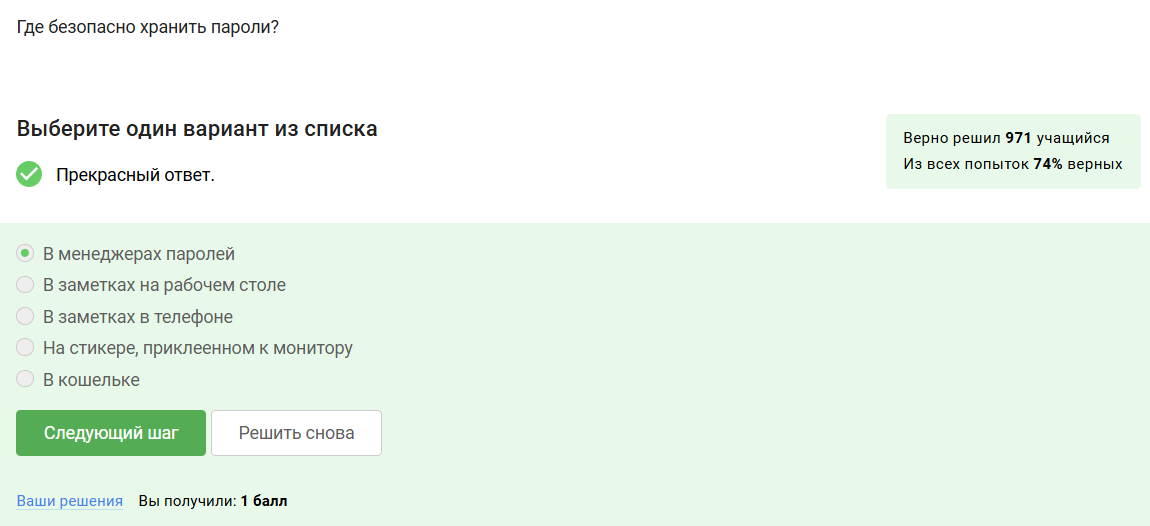 Где безопасно хранить пароли?
Выберите один вариант из списка
Прекрасный ответ.
Верно решил 971 учащийся
Из всех попыток 74% верных
В менеджерах паролей
В заметках на рабочем столе
В заметках в телефоне
На стикере, приклеенном к монитору
В кошельке
Следующий шаг
Решить снова
Ваши решения Вы получили: 1 балл